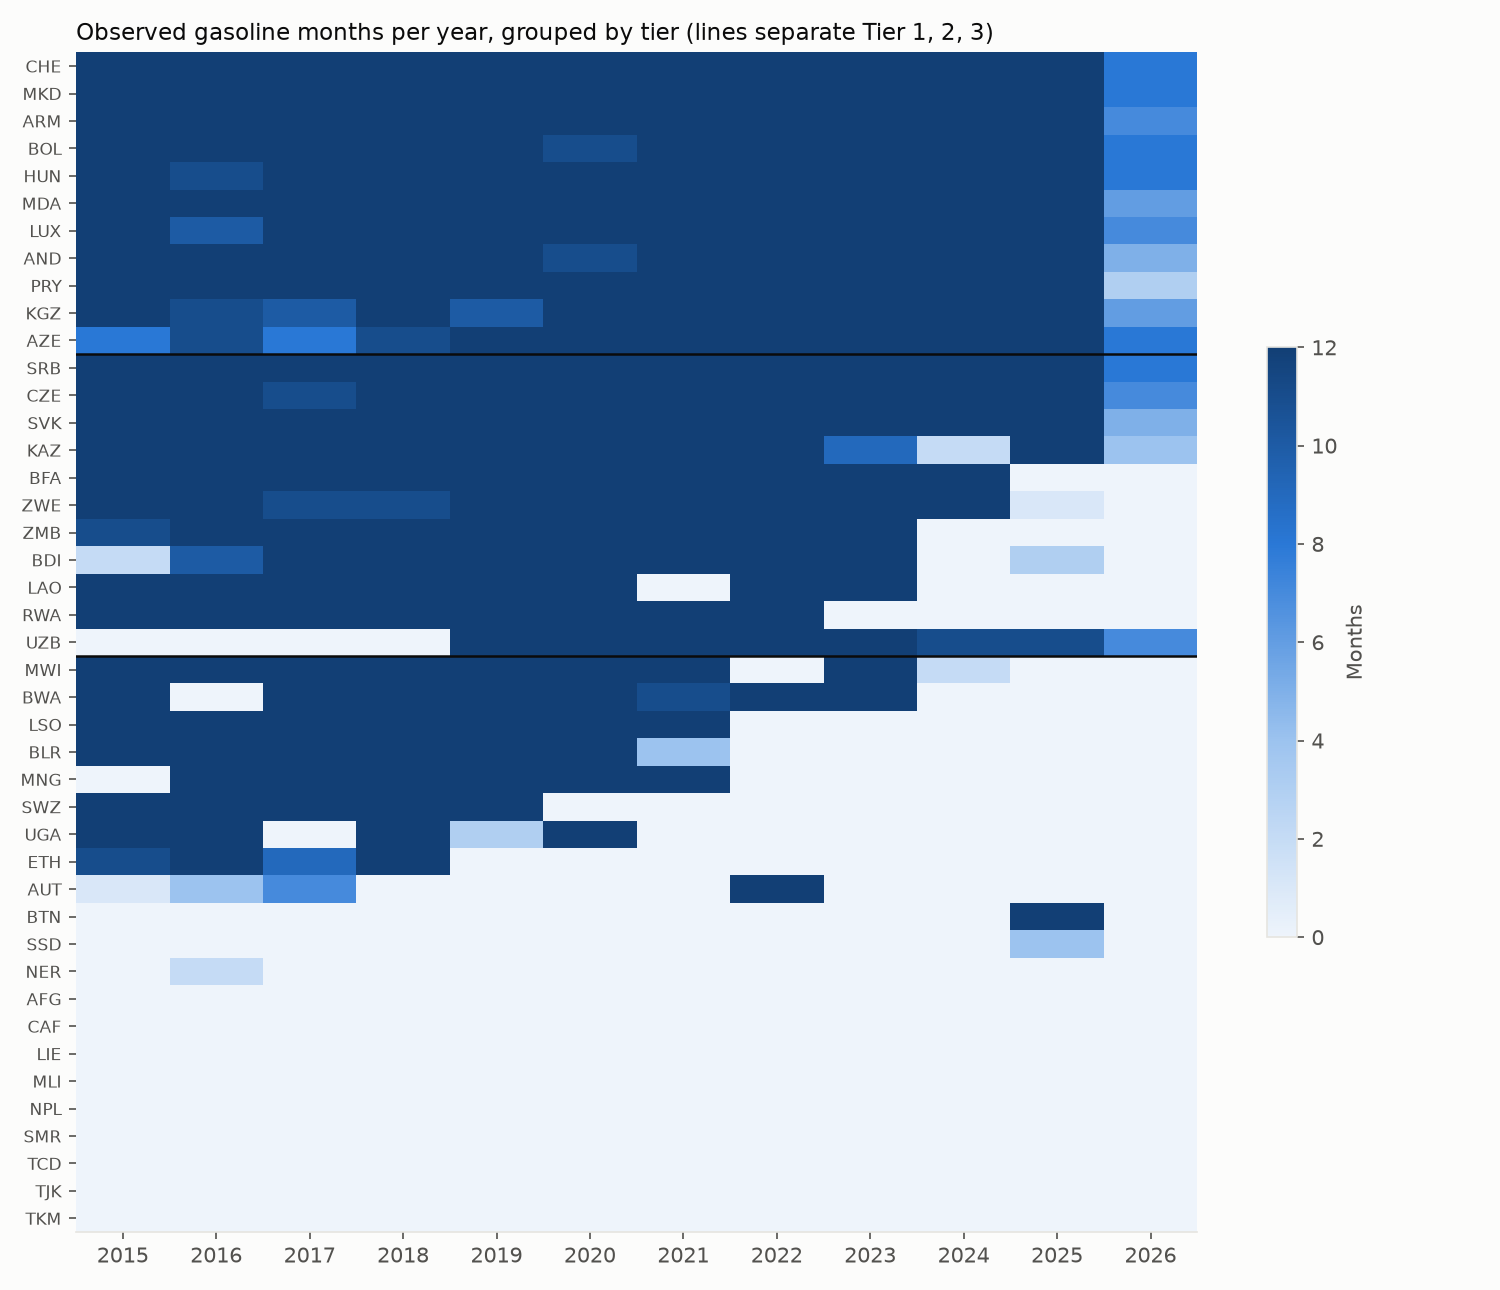 Observed gasoline months per year, grouped by tier (lines separate Tier 1, 2, 3)
CHE
MKD
ARM
BOL
HUN
MDA
LUX
AND
PRY
KGZ
AZE
SRB
CZE
SVK
KAZ
BFA
ZWE
ZMB
BDI
LAO
RWA
UZB
MWI
BWA
LSO
BLR
MNG
SWZ
UGA
ETH
AUT
BTN
SSD
NER
AFG
CAF
LIE
MLI
NPL
SMR
TCD
TJK
TKM
2015 2016 2017 2018 2019 2020 2021 2022 2023 2024 2025 2026
12
10
8
6
4
2
0
Months